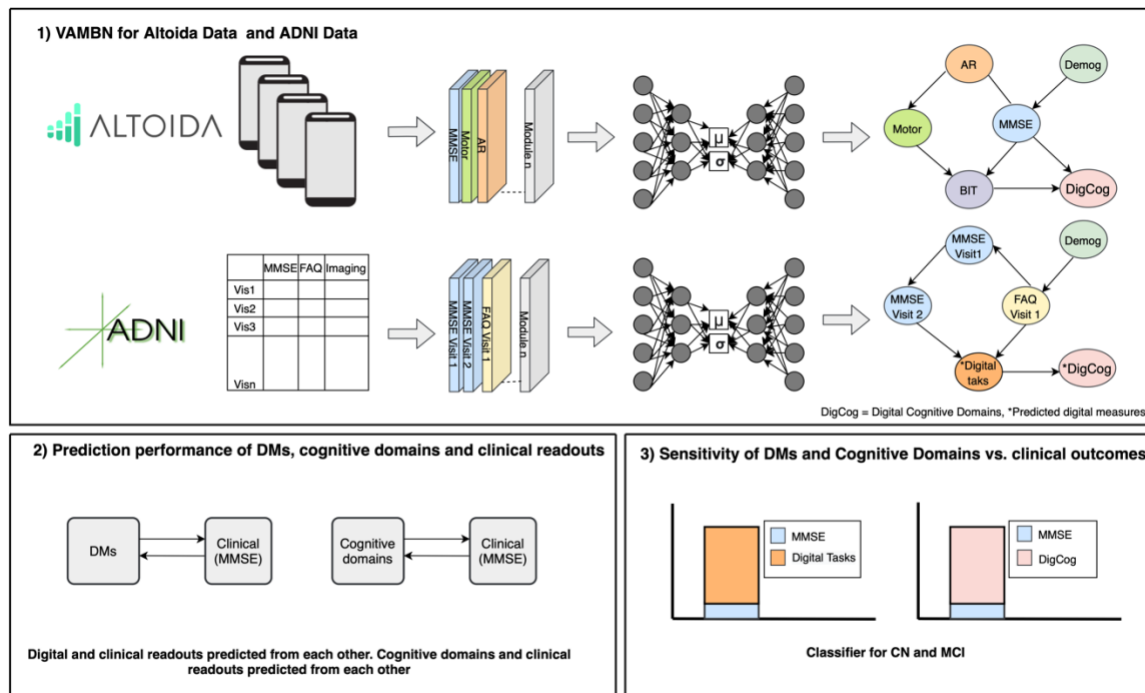 1) VAMBN for Altoida Data and ADNI Data
ALTOIDA
MMSE
Motor
AR
Module n
μ
σ
AR
Demog
Motor
MMSE
BIT
DigCog
ADNI
MMSE FAQ Imaging
Vis1
Vis2
Vis3
Visn
MMSE Visit 1
MMSE Visit 2
FAQ Visit 1
Module n
μ
σ
MMSE
Visit1
Demog
MMSE
Visit 2
FAQ
Visit 1
*Digital
taks
*DigCog
DigCog = Digital Cognitive Domains, *Predicted digital measures
2) Prediction performance of DMs, cognitive domains and clinical readouts
DMs
Clinical
(MMSE)
Cognitive
domains
Clinical
(MMSE)
Digital and clinical readouts predicted from each other. Cognitive domains and clinical
readouts predicted from each other
3) Sensitivity of DMs and Cognitive Domains vs. clinical outcomes
MMSE
Digital Tasks
MMSE
DigCog
Classifier for CN and MCI